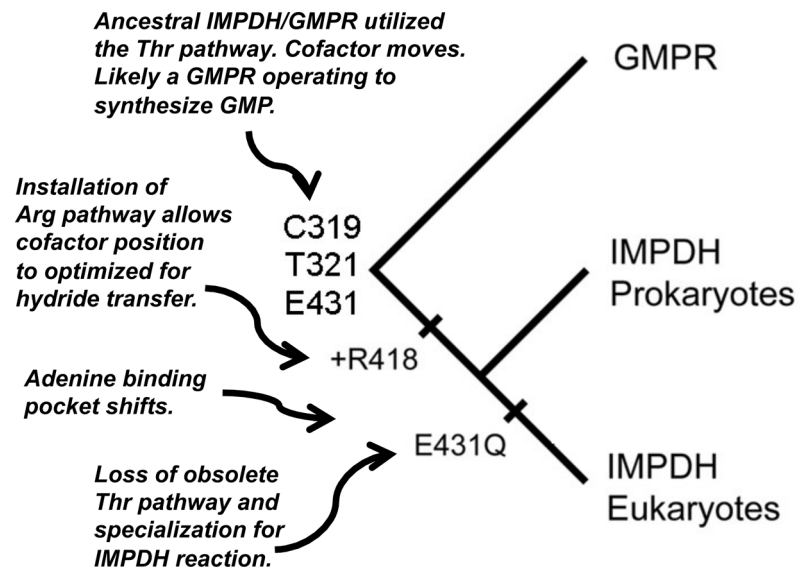 Ancestral IMPDH/GMPR utilized
the Thr pathway. Cofactor moves.
Likely a GMPR operating to
synthesize GMP.
GMPR
Installation of
Arg pathway allows
cofactor position
to optimized for
hydride transfer.
C319
T321
E431
IMPDH
Prokaryotes
+R418
Adenine binding
pocket shifts.
E431Q
IMPDH
Eukaryotes
Loss of obsolete
Thr pathway and
specialization for
IMPDH reaction.